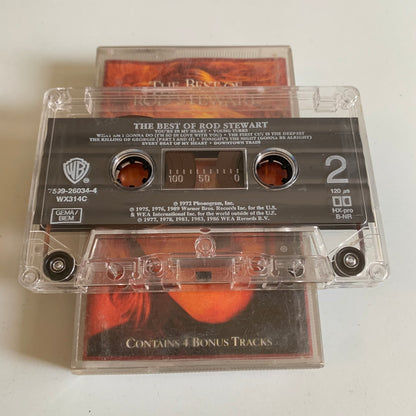 THE BEST OF
THE BEST OF ROD STEWART
YOU'RE IN MY HEART • YOUNG TURKS
WHAT AM I GONNA DO (I'M SO IN LOVE WITH YOU) • THE FIRST CUT IS THE DEEPEST
THE KILLING OF GEORGIE (PART I AND II) • TONIGHT'S THE NIGHT (GONNA BE ALRIGHT)
EVERY BEAT OF MY HEART • DOWNTOWN TRAIN
WB
7599-26034-4
WX314C
GEMA/
BIEM
100 50 0
2
120 µs
HX-pro
B-NR
℗ 1972 Phonogram, Inc.
℗ 1975, 1976, 1989 Warner Bros. Records Inc. for the U.S.
& WEA International Inc. for the world outside of the U.S.
℗ 1977, 1978, 1981, 1983, 1986 WEA Records B.V.
CONTAINS 4 BONUS TRACKS